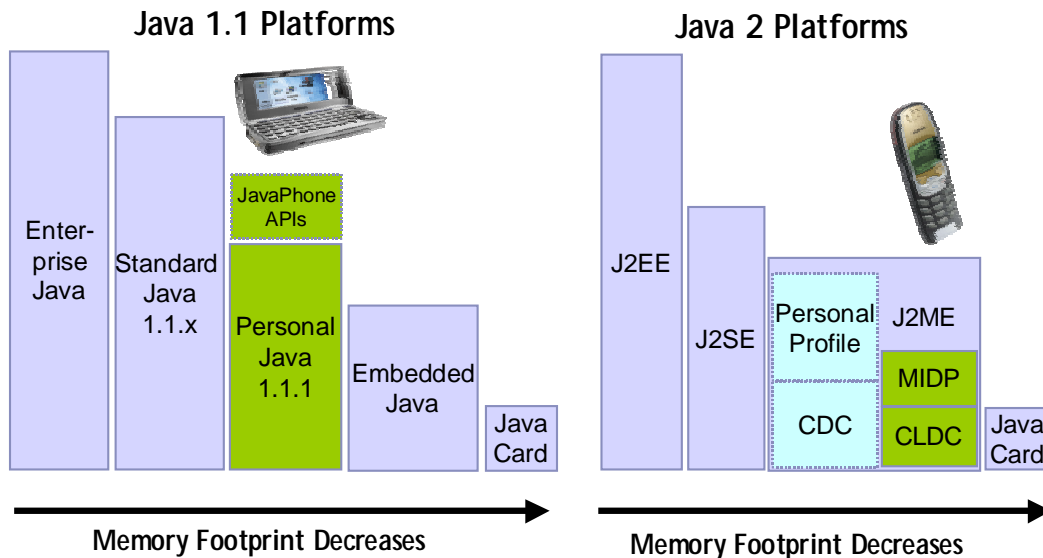 Java 1.1 Platforms
Enter-
prise
Java
Standard
Java
1.1.x
JavaPhone
APIs
Personal
Java
1.1.1
Embedded
Java
Java
Card
Memory Footprint Decreases
Java 2 Platforms
J2EE
J2SE
Personal
Profile
CDC
J2ME
MIDP
CLDC
Java
Card
Memory Footprint Decreases